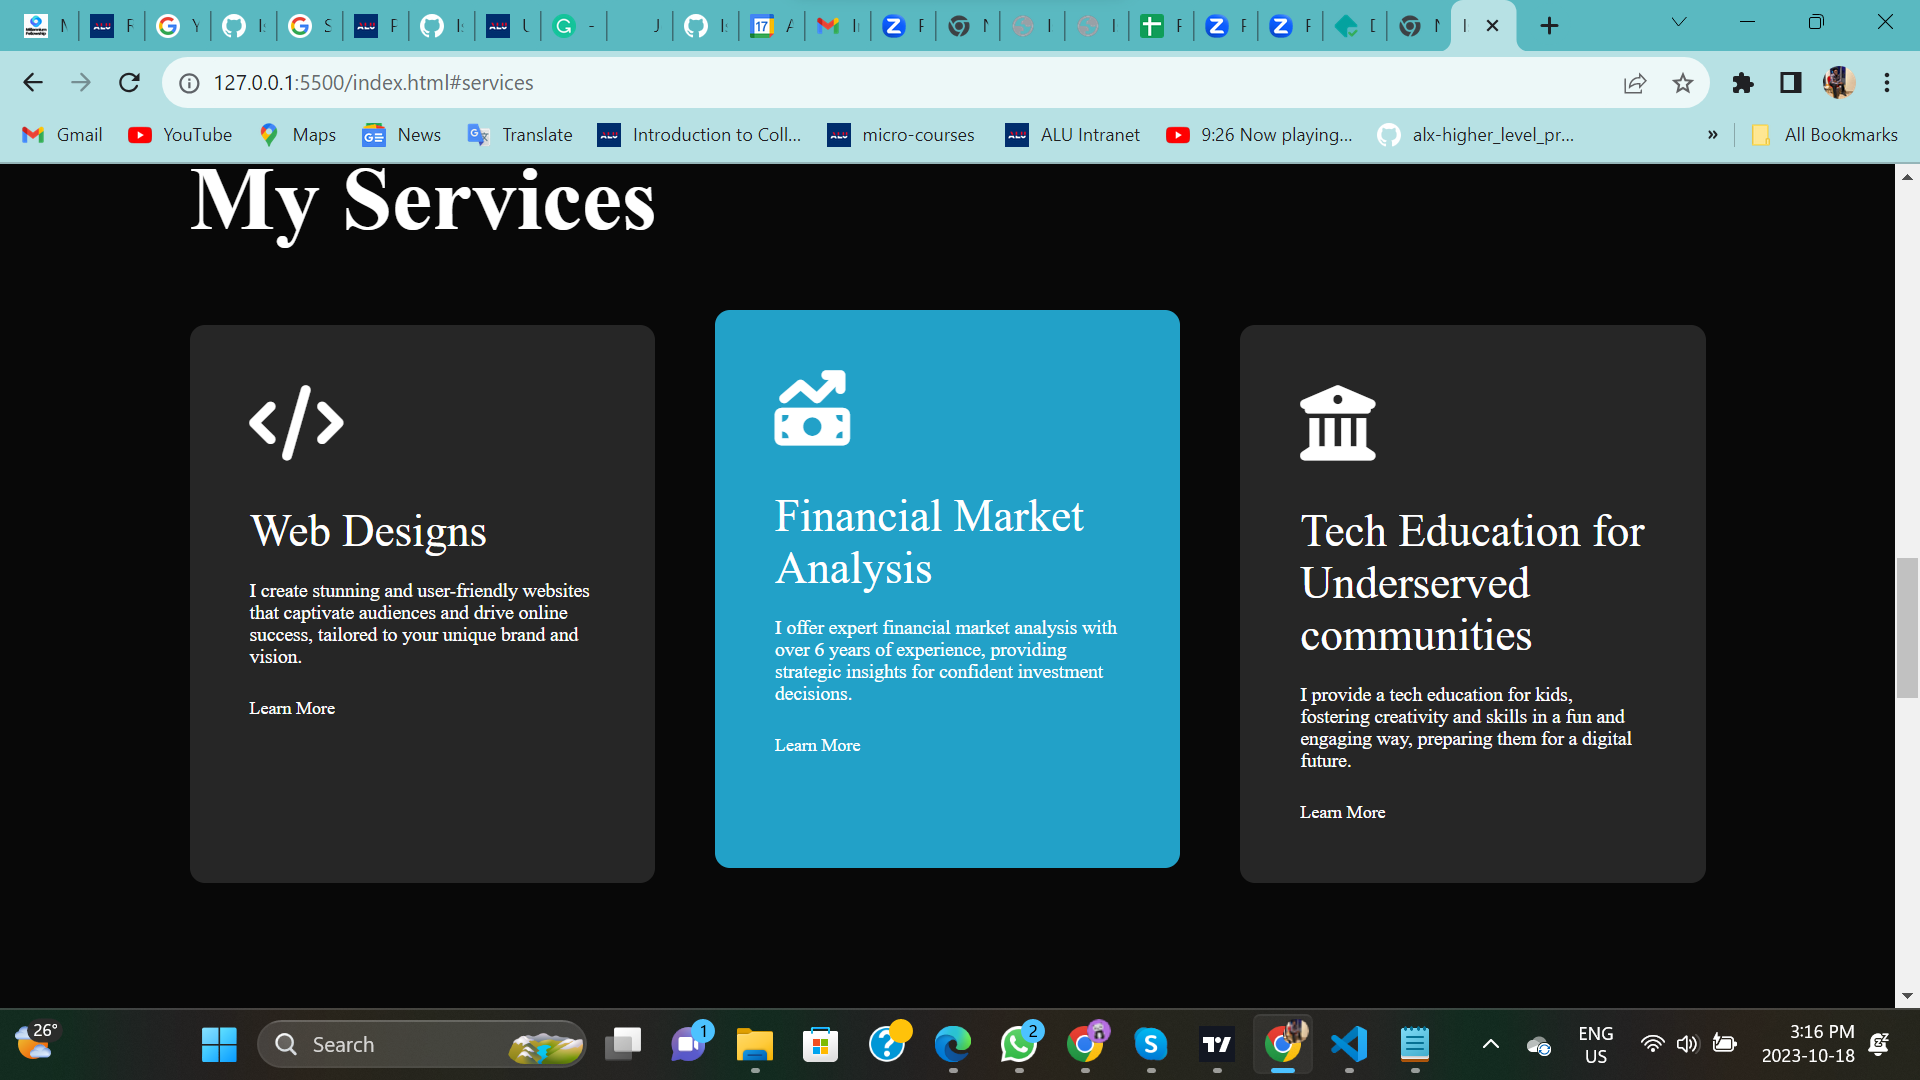 127.0.0.1:5500/index.html#services
Gmail
YouTube
Maps
News
Translate
Introduction to Coll...
micro-courses
ALU Intranet
9:26 Now playing...
alx-higher_level_pr...
»
All Bookmarks
My Services
Web Designs
I create stunning and user-friendly websites
that captivate audiences and drive online
success, tailored to your unique brand and
vision.
Learn More
Financial Market
Analysis
I offer expert financial market analysis with
over 6 years of experience, providing
strategic insights for confident investment
decisions.
Learn More
Tech Education for
Underserved
communities
I provide a tech education for kids,
fostering creativity and skills in a fun and
engaging way, preparing them for a digital
future.
Learn More
26°
Search
1
2
ENG
US
3:16 PM
2023-10-18